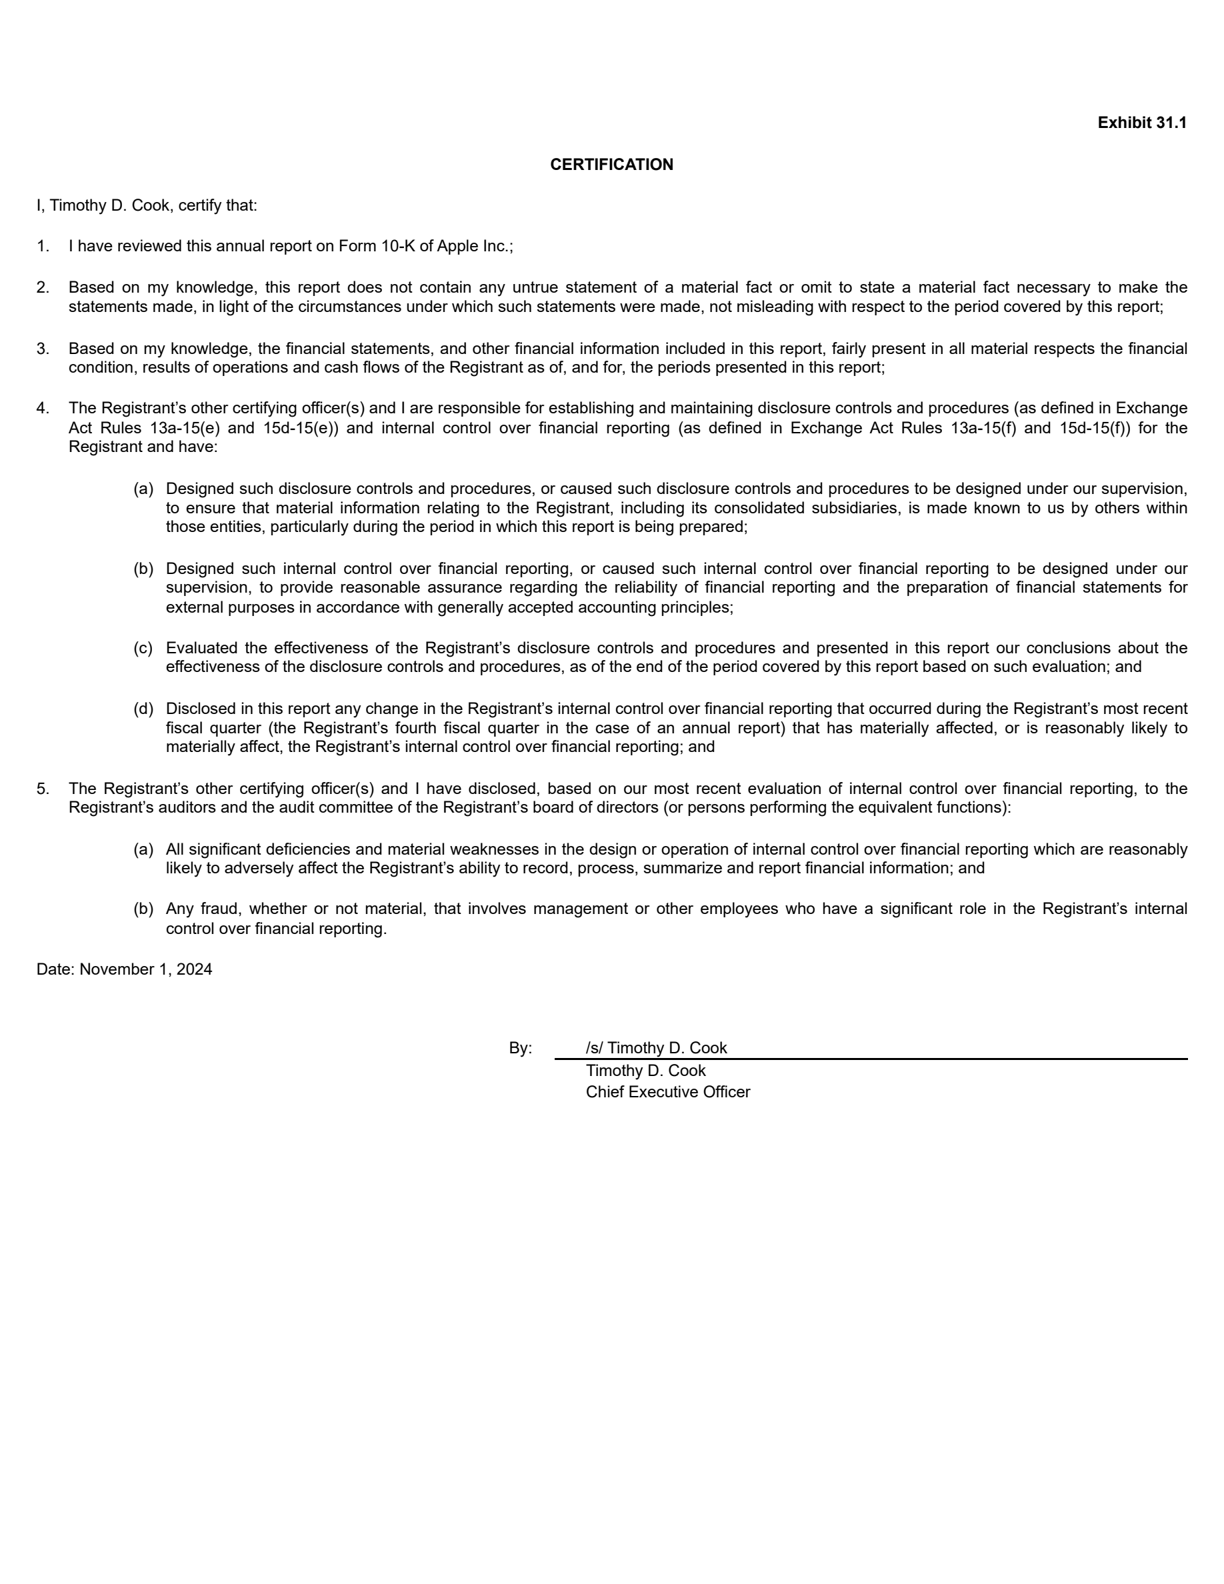 Exhibit 31.1
CERTIFICATION
I, Timothy D. Cook, certify that:
1. I have reviewed this annual report on Form 10-K of Apple Inc.;
2. Based on my knowledge, this report does not contain any untrue statement of a material fact or omit to state a material fact necessary to make the
statements made, in light of the circumstances under which such statements were made, not misleading with respect to the period covered by this report;
3. Based on my knowledge, the financial statements, and other financial information included in this report, fairly present in all material respects the financial
condition, results of operations and cash flows of the Registrant as of, and for, the periods presented in this report;
4. The Registrant’s other certifying officer(s) and I are responsible for establishing and maintaining disclosure controls and procedures (as defined in Exchange
Act Rules 13a-15(e) and 15d-15(e)) and internal control over financial reporting (as defined in Exchange Act Rules 13a-15(f) and 15d-15(f)) for the
Registrant and have:
(a) Designed such disclosure controls and procedures, or caused such disclosure controls and procedures to be designed under our supervision,
to ensure that material information relating to the Registrant, including its consolidated subsidiaries, is made known to us by others within
those entities, particularly during the period in which this report is being prepared;
(b) Designed such internal control over financial reporting, or caused such internal control over financial reporting to be designed under our
supervision, to provide reasonable assurance regarding the reliability of financial reporting and the preparation of financial statements for
external purposes in accordance with generally accepted accounting principles;
(c) Evaluated the effectiveness of the Registrant’s disclosure controls and procedures and presented in this report our conclusions about the
effectiveness of the disclosure controls and procedures, as of the end of the period covered by this report based on such evaluation; and
(d) Disclosed in this report any change in the Registrant’s internal control over financial reporting that occurred during the Registrant’s most recent
fiscal quarter (the Registrant’s fourth fiscal quarter in the case of an annual report) that has materially affected, or is reasonably likely to
materially affect, the Registrant’s internal control over financial reporting; and
5. The Registrant’s other certifying officer(s) and I have disclosed, based on our most recent evaluation of internal control over financial reporting, to the
Registrant’s auditors and the audit committee of the Registrant’s board of directors (or persons performing the equivalent functions):
(a) All significant deficiencies and material weaknesses in the design or operation of internal control over financial reporting which are reasonably
likely to adversely affect the Registrant’s ability to record, process, summarize and report financial information; and
(b) Any fraud, whether or not material, that involves management or other employees who have a significant role in the Registrant’s internal
control over financial reporting.
Date: November 1, 2024
By: /s/ Timothy D. Cook
Timothy D. Cook
Chief Executive Officer